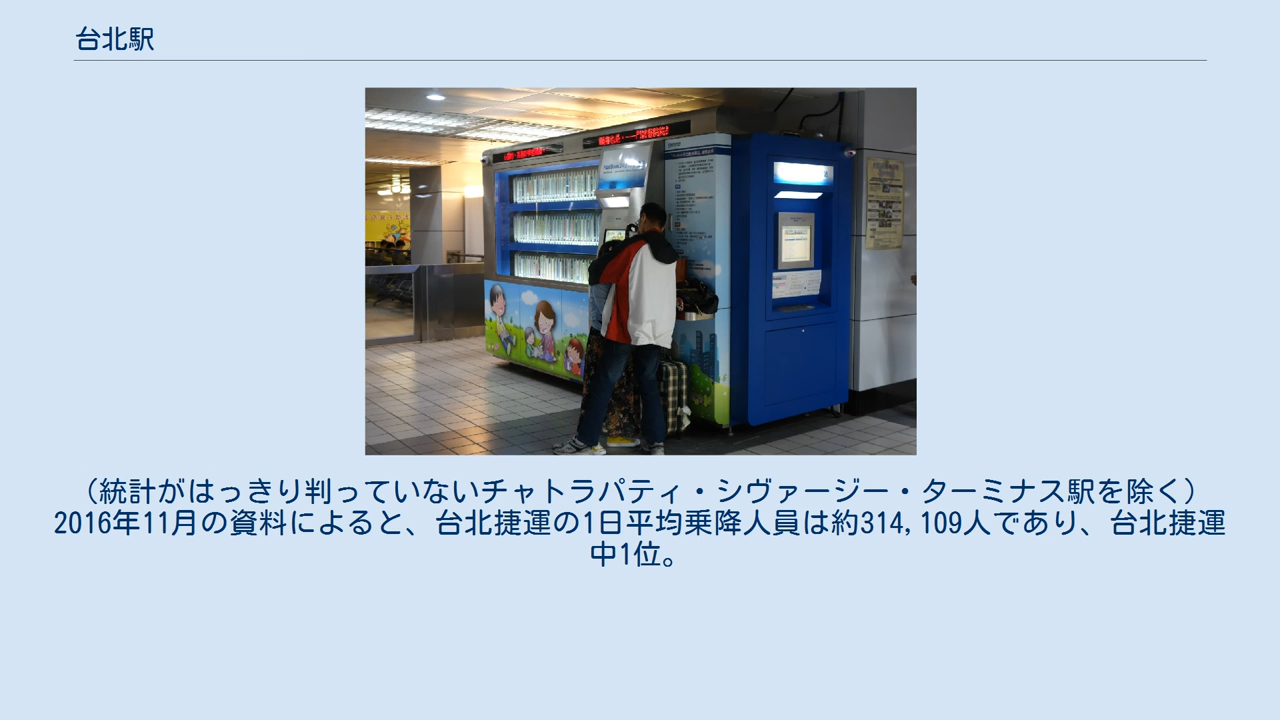 台北駅
（統計がはっきり判っていないチャトラパティ・シヴァージー・ターミナス駅を除く）
2016年11月の資料によると、台北捷運の1日平均乗降人員は約314,109人であり、台北捷運
中1位。